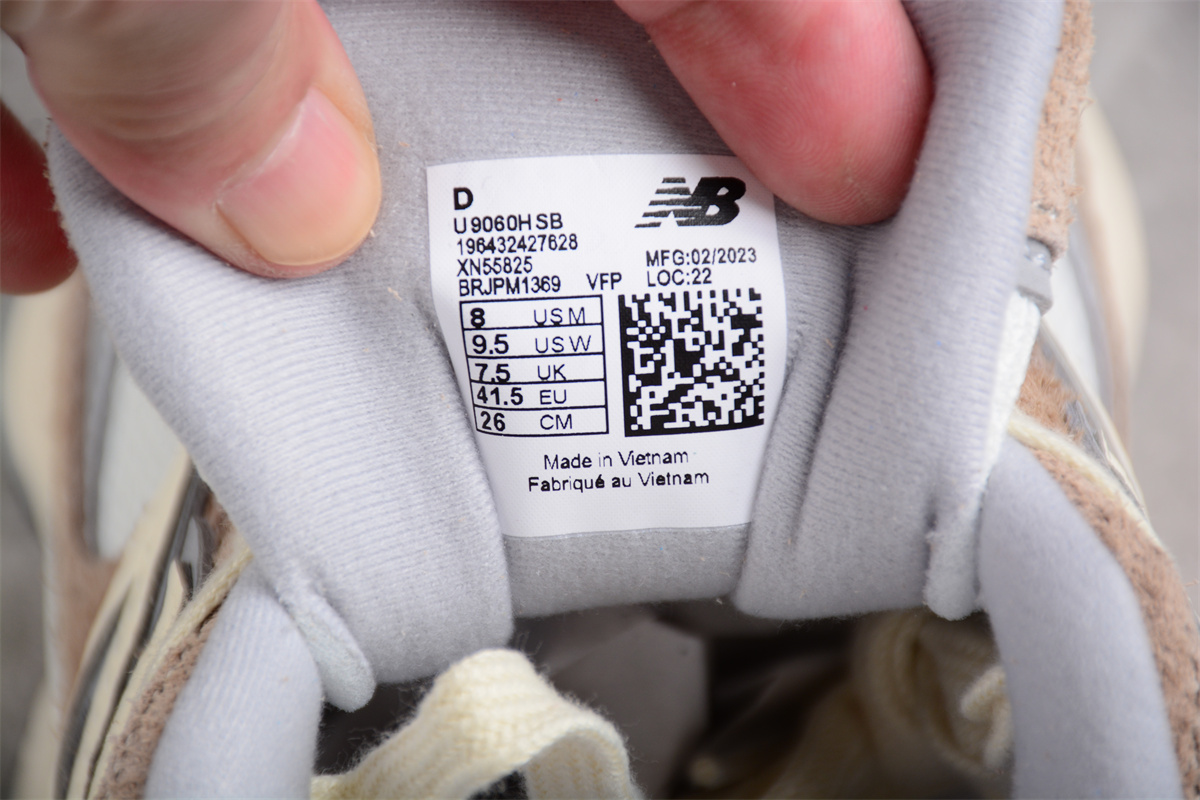 D
U9060HSB
196432427628
XN55825
BRJPM1369 VFP
NB
MFG:02/2023
LOC:22
8 US M
9.5 US W
7.5 UK
41.5 EU
26 CM
Made in Vietnam
Fabriqué au Vietnam